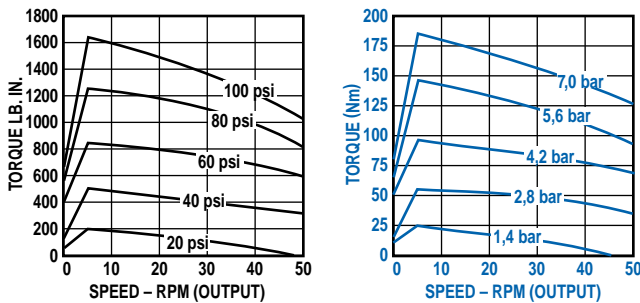 TORQUE LB. IN.
1800
1600
1400
1200
1000
800
600
400
200
0
100 psi
80 psi
60 psi
40 psi
20 psi
0 10 20 30 40 50
SPEED – RPM (OUTPUT)
TORQUE (Nm)
200
175
150
125
100
75
50
25
0
7,0 bar
5,6 bar
4,2 bar
2,8 bar
1,4 bar
0 10 20 30 40 50
SPEED – RPM (OUTPUT)